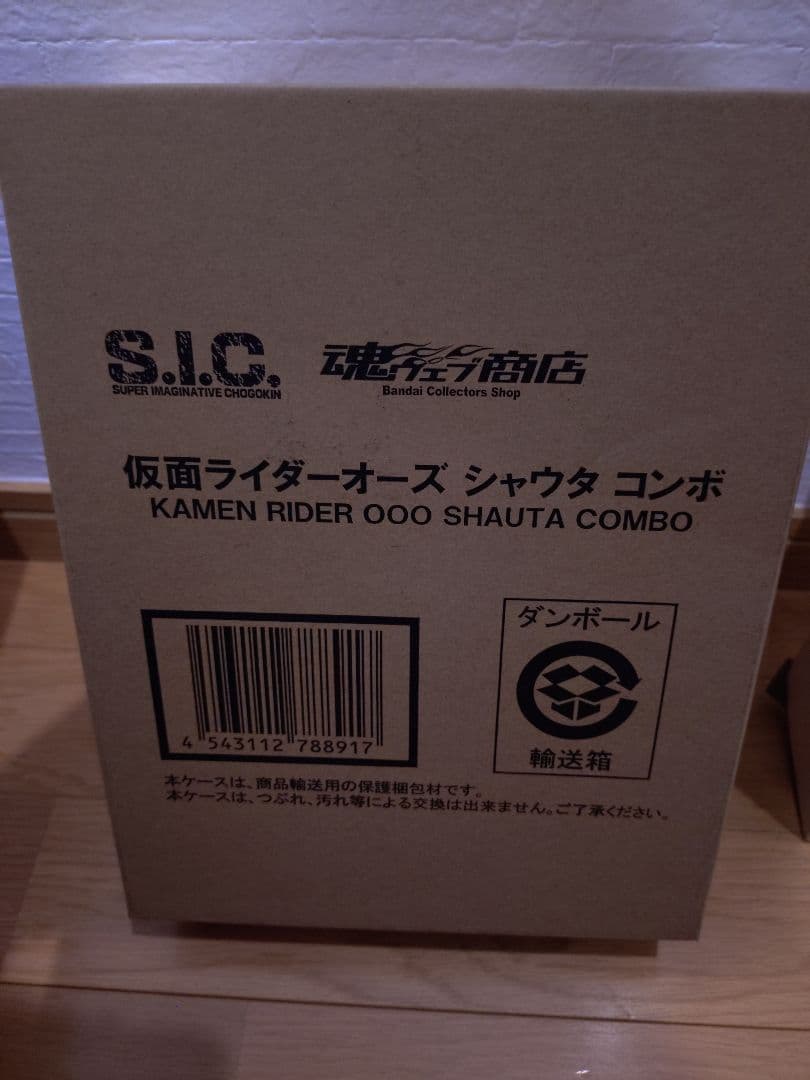 S.I.C.
SUPER IMAGINATIVE CHOGOKIN
魂ウェブ商店
Bandai Collectors Shop
仮面ライダーオーズ シャウタ コンボ
KAMEN RIDER OOO SHAUTA COMBO
4 543112 788917
ダンボール
輸送箱
本ケースは、商品輸送用の保護梱包材です。
本ケースは、つぶれ、汚れ等による交換は出来ません。ご了承ください。